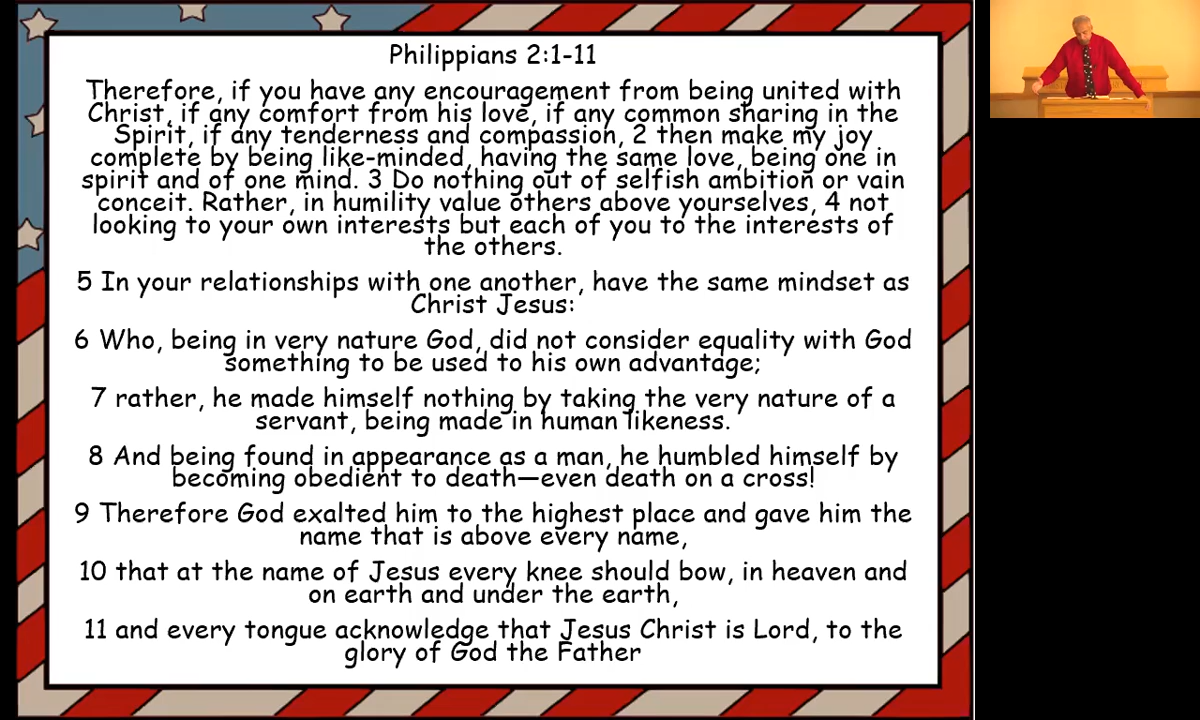 Philippians 2:1-11
Therefore, if you have any encouragement from being united with
Christ, if any comfort from his love, if any common sharing in the
Spirit, if any tenderness and compassion, 2 then make my joy
complete by being like-minded, having the same love, being one in
spirit and of one mind. 3 Do nothing out of selfish ambition or vain
conceit. Rather, in humility value others above yourselves, 4 not
looking to your own interests but each of you to the interests of
the others.
5 In your relationships with one another, have the same mindset as
Christ Jesus:
6 Who, being in very nature God, did not consider equality with God
something to be used to his own advantage;
7 rather, he made himself nothing by taking the very nature of a
servant, being made in human likeness.
8 And being found in appearance as a man, he humbled himself by
becoming obedient to death—even death on a cross!
9 Therefore God exalted him to the highest place and gave him the
name that is above every name,
10 that at the name of Jesus every knee should bow, in heaven and
on earth and under the earth,
11 and every tongue acknowledge that Jesus Christ is Lord, to the
glory of God the Father